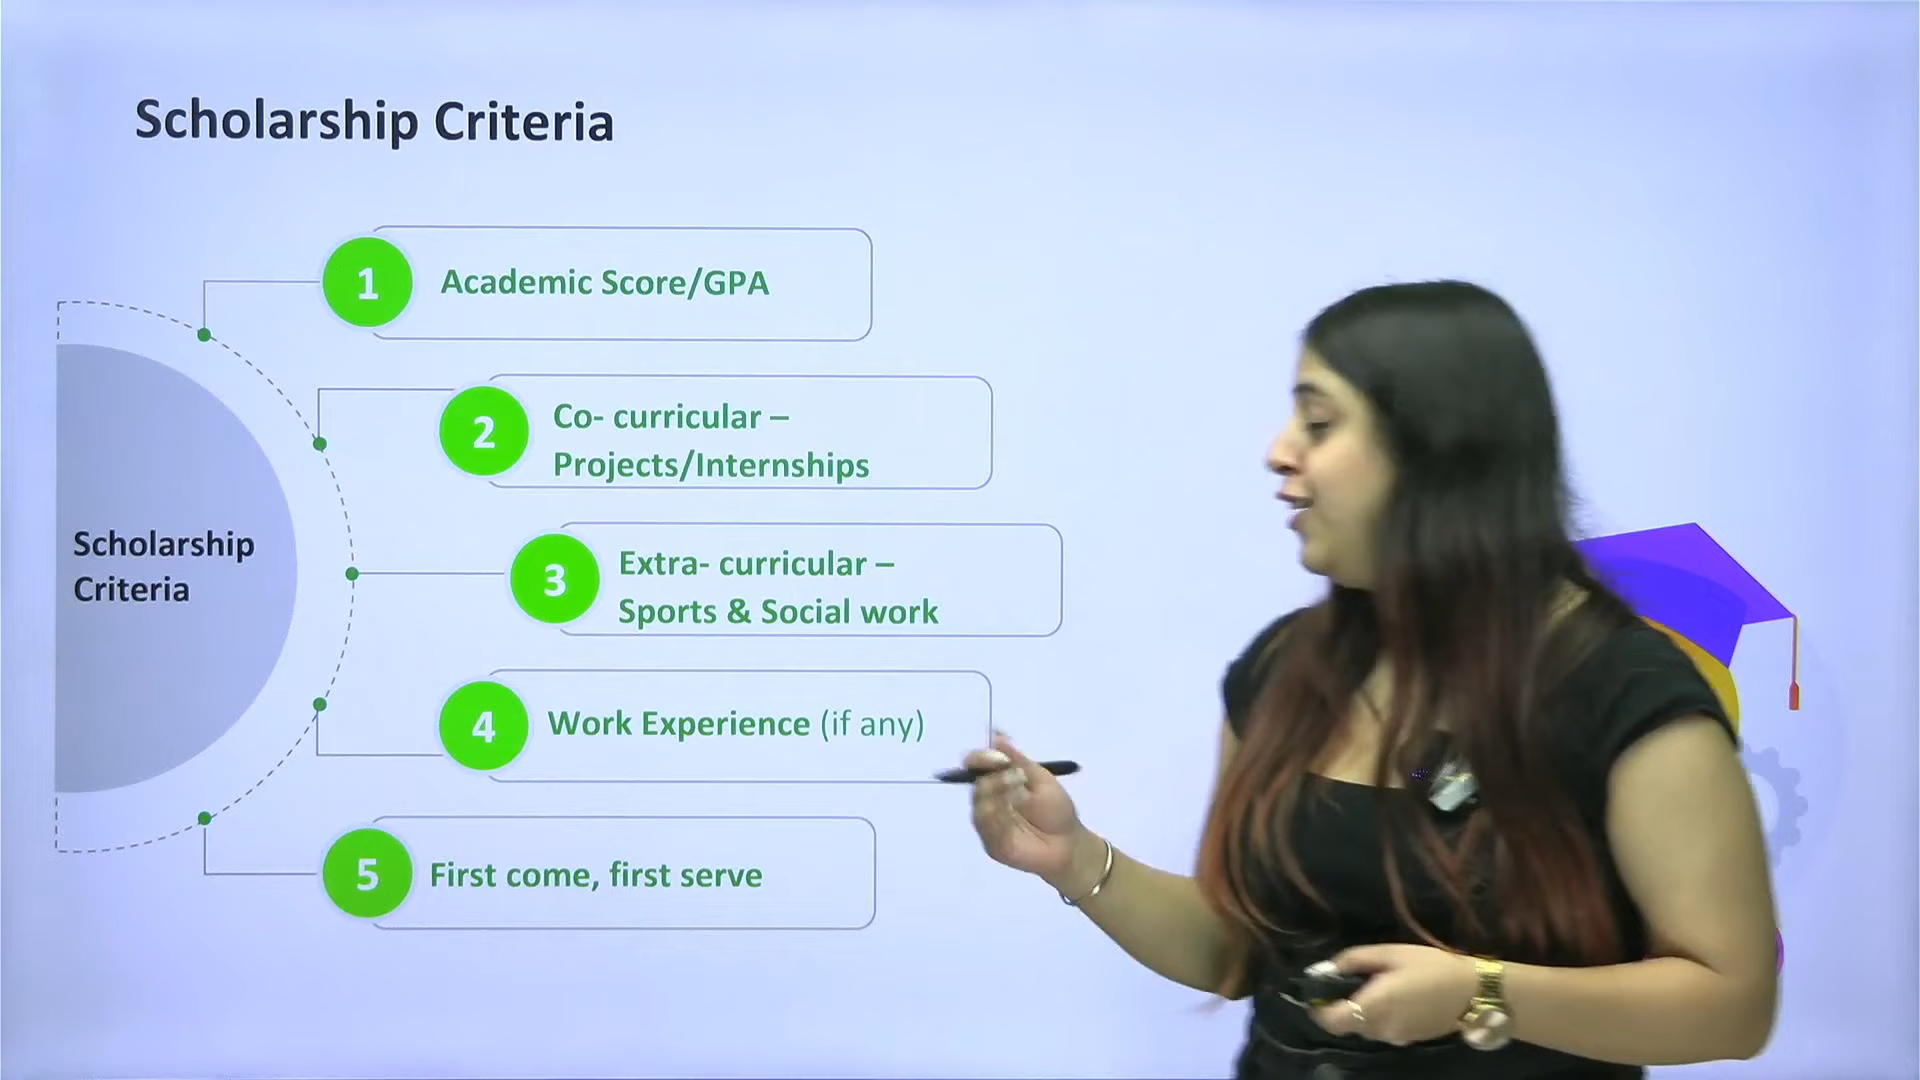 Scholarship Criteria
1
Academic Score/GPA
2
Co- curricular –
Projects/Internships
3
Extra- curricular –
Sports & Social work
Scholarship
Criteria
4
Work Experience (if any)
5
First come, first serve